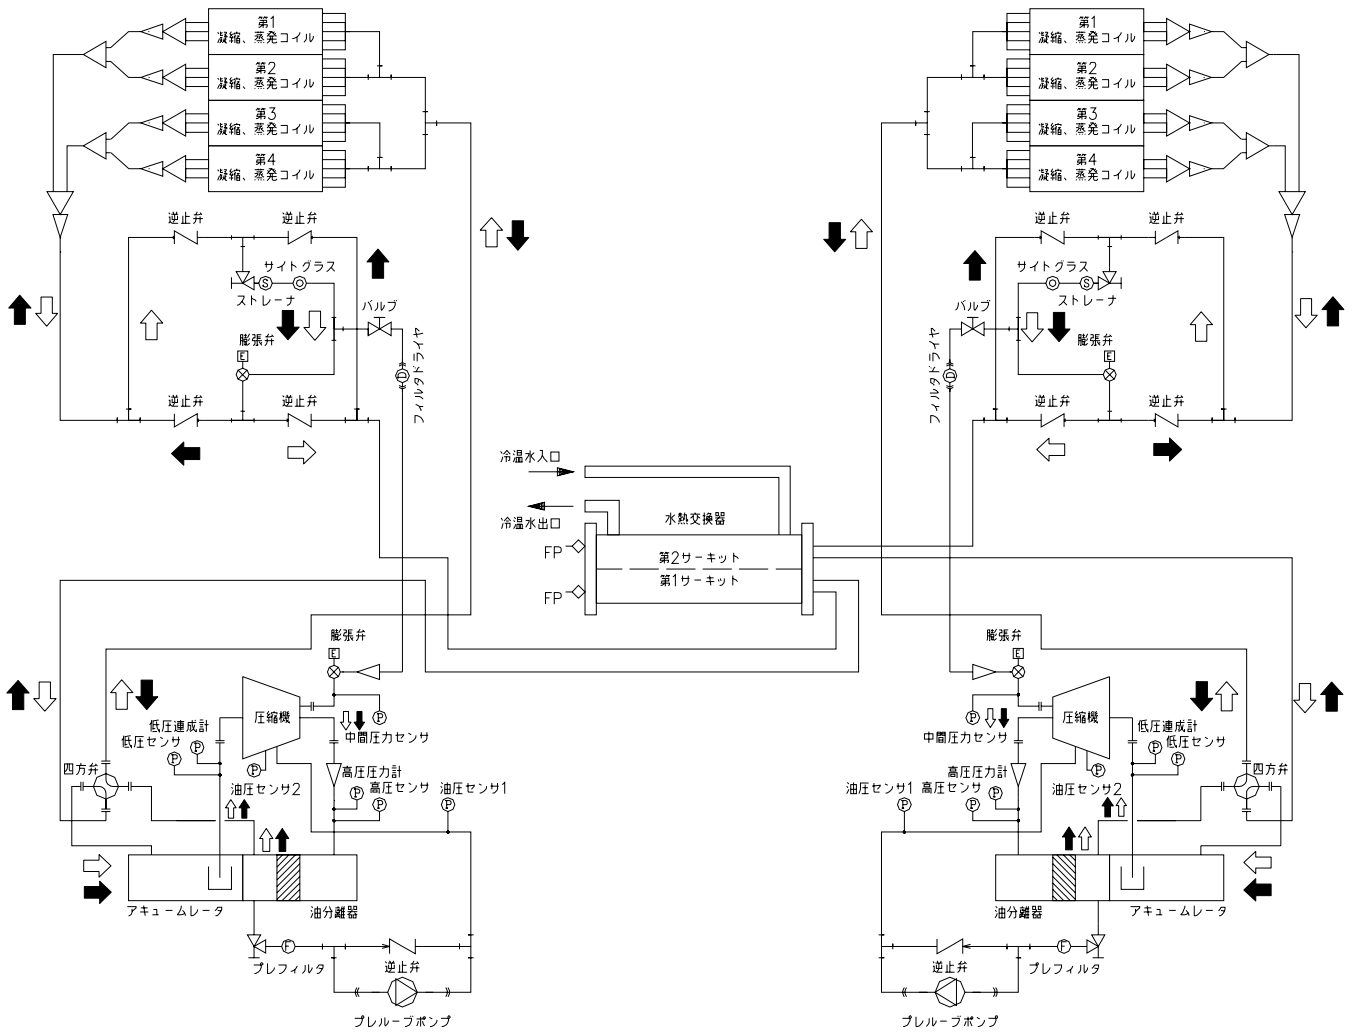 第1
凝縮、蒸発コイル
第2
凝縮、蒸発コイル
第3
凝縮、蒸発コイル
第4
凝縮、蒸発コイル
逆止弁
逆止弁
サイトグラス
S
ストレーナ
バルブ
膨張弁
E
フィルタドライヤ
D
逆止弁
逆止弁
第1
凝縮、蒸発コイル
第2
凝縮、蒸発コイル
第3
凝縮、蒸発コイル
第4
凝縮、蒸発コイル
逆止弁
逆止弁
サイトグラス
S
ストレーナ
バルブ
膨張弁
E
フィルタドライヤ
D
逆止弁
逆止弁
冷温水入口
冷温水出口
水熱交換器
FP
第2サーキット
第1サーキット
FP
膨張弁
E
圧縮機
P
中間圧力センサ
低圧連成計
低圧センサ
P
P
四方弁
P
油圧センサ2
高圧圧力計
高圧センサ
P
P
油圧センサ1
P
アキュームレータ
油分離器
F
プレフィルタ
逆止弁
プレルーブポンプ
膨張弁
E
圧縮機
P
中間圧力センサ
低圧連成計
低圧センサ
P
P
四方弁
P
油圧センサ2
高圧圧力計
高圧センサ
P
P
油圧センサ1
P
油分離器
アキュームレータ
F
プレフィルタ
逆止弁
プレルーブポンプ